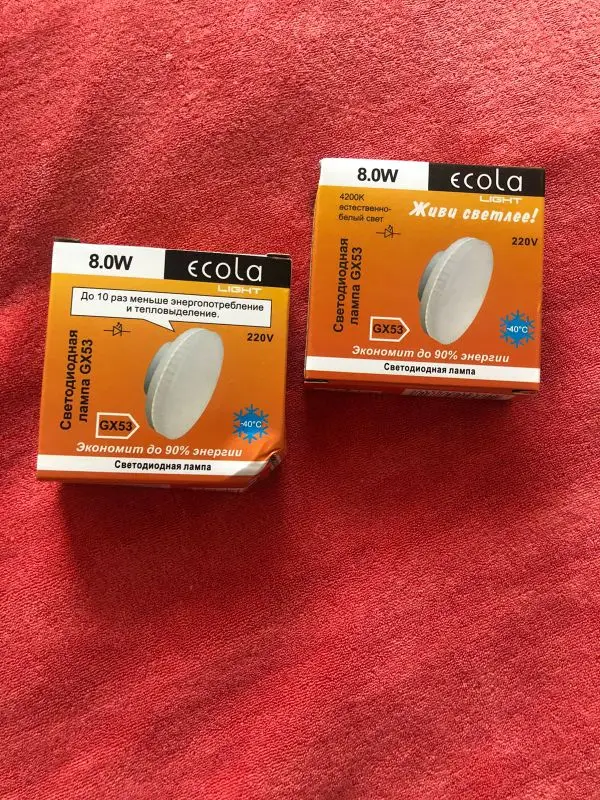 8.0W
ecola
LIGHT
До 10 раз меньше энергопотребление
и тепловыделение.
220V
Светодиодная
лампа GX53
GX53
-40°C
Экономит до 90% энергии
Светодиодная лампа
8.0W
ecola
LIGHT
4200K
естественно-
белый свет
Живи светлее!
220V
Светодиодная
лампа GX53
GX53
-40°C
Экономит до 90% энергии
Светодиодная лампа